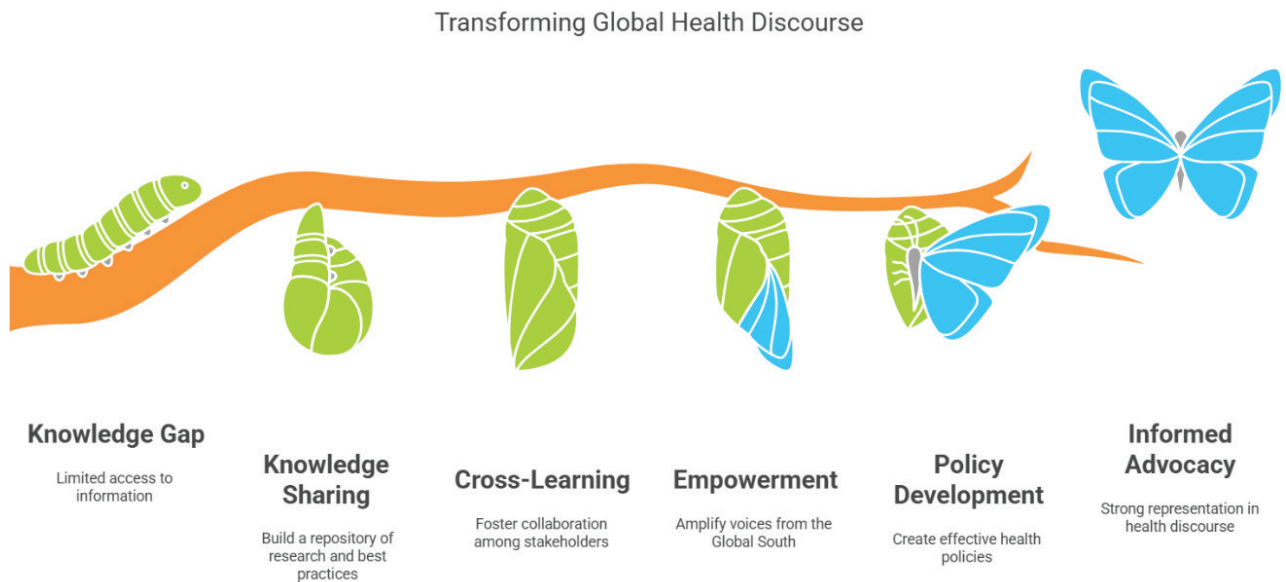 Transforming Global Health Discourse
Knowledge Gap
Limited access to
information
Knowledge
Sharing
Build a repository of
research and best
practices
Cross-Learning
Foster collaboration
among stakeholders
Empowerment
Amplify voices from the
Global South
Policy
Development
Create effective health
policies
Informed
Advocacy
Strong representation in
health discourse